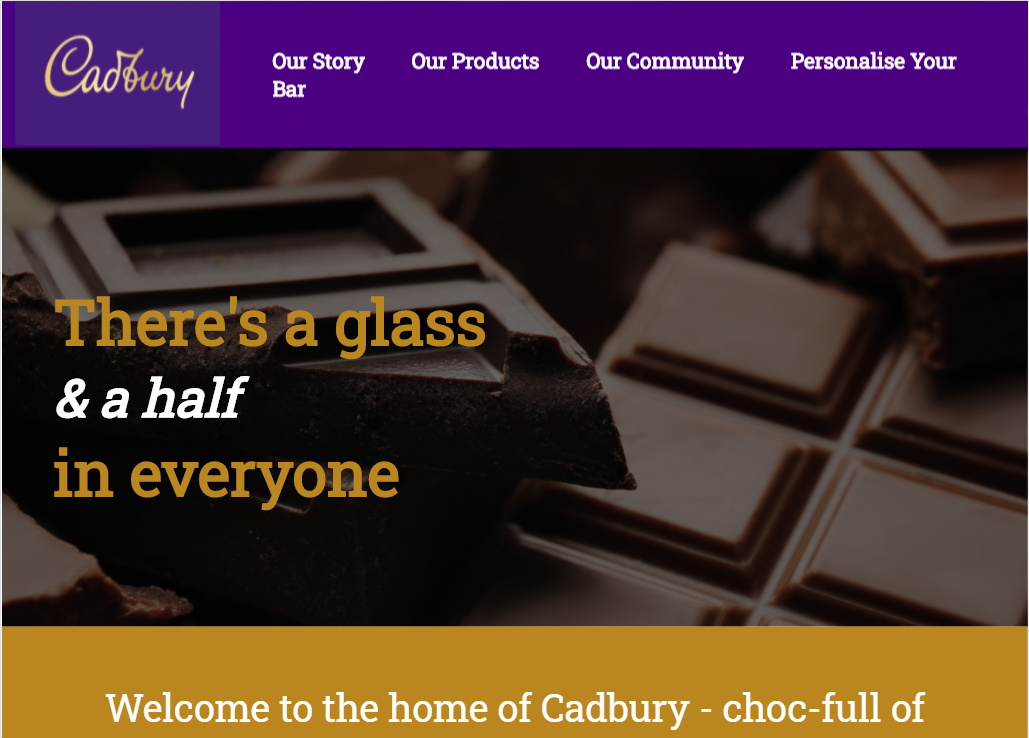 Cadbury
Our Story Our Products Our Community Personalise Your
Bar
There's a glass
& a half
in everyone
Welcome to the home of Cadbury - choc-full of